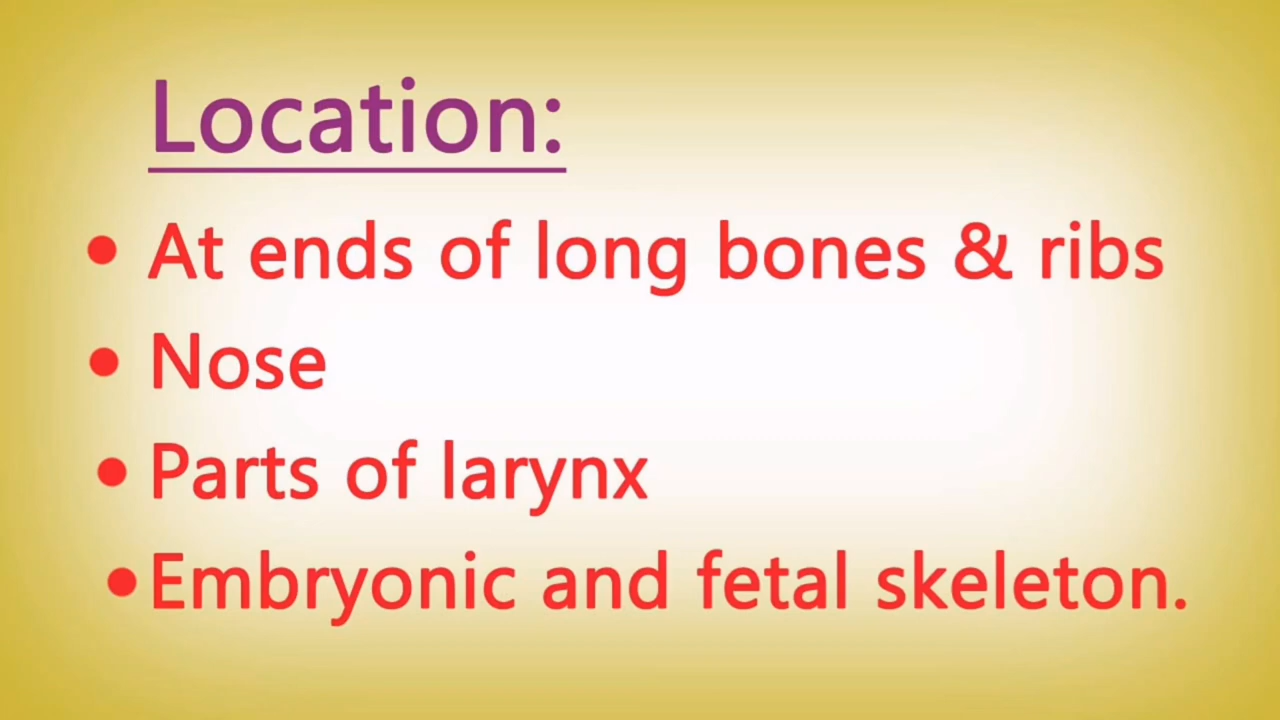 Location:
• At ends of long bones & ribs
• Nose
• Parts of larynx
• Embryonic and fetal skeleton.